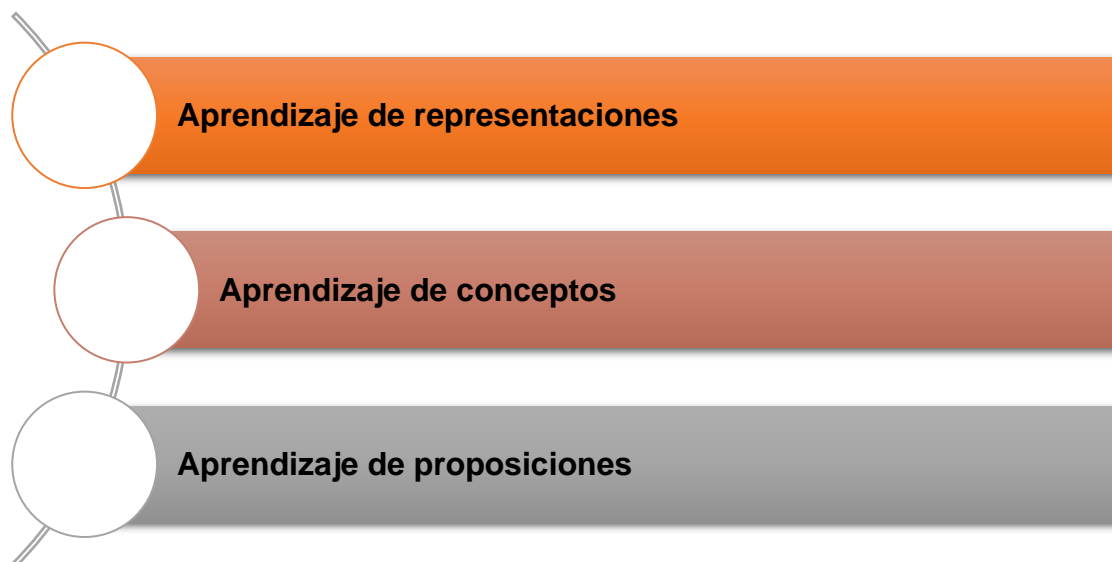 Aprendizaje de representaciones
Aprendizaje de conceptos
Aprendizaje de proposiciones